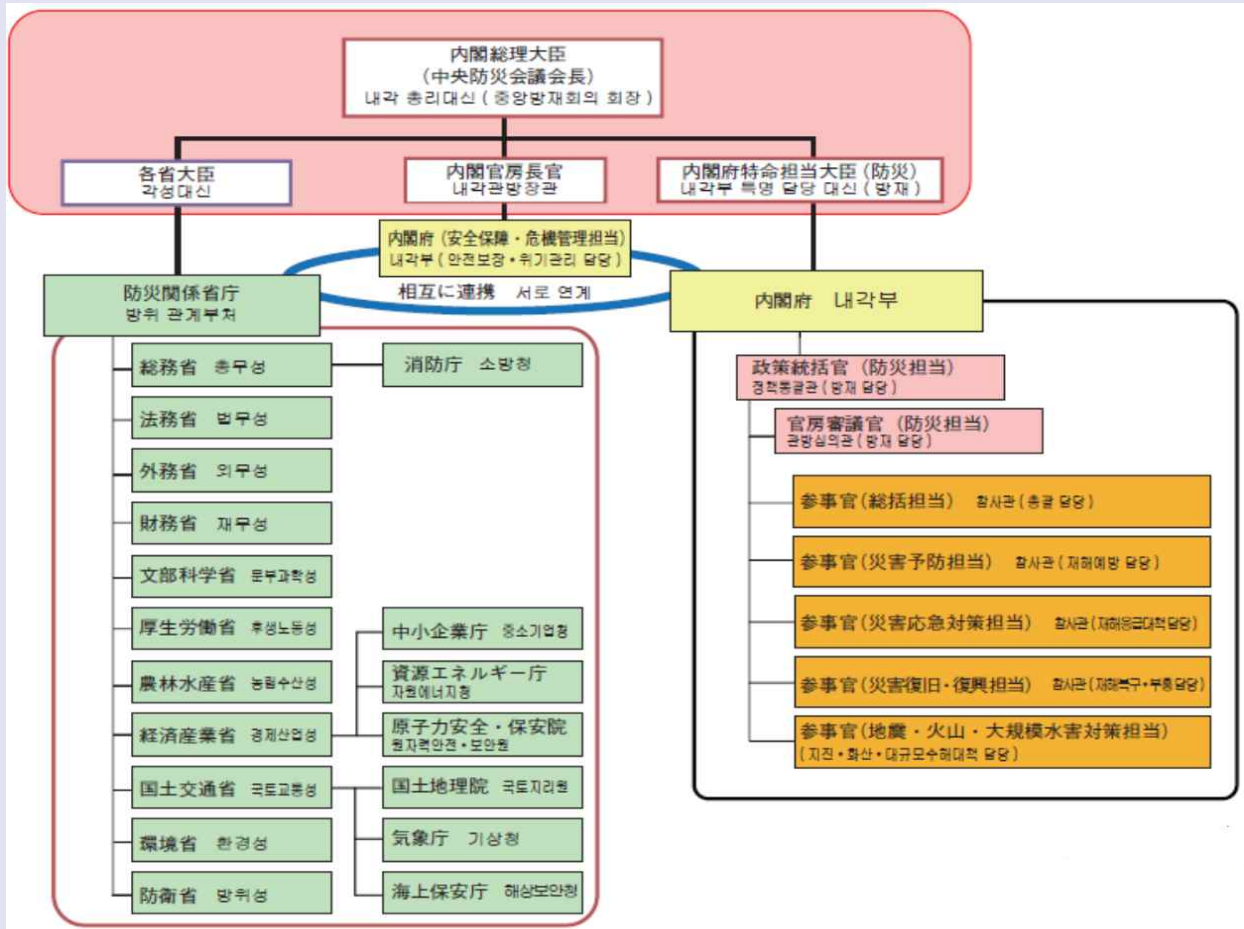 内閣総理大臣
(中央防災会議会長)
내각 총리대신 ( 중앙방재회의 회장 )
各省大臣
각성대신
内閣官房長官
내각관방장관
内閣府特命担当大臣 (防災)
내각부 특명 담당 대신 ( 방재 )
内閣府 (安全保障・危機管理担当)
내각부 ( 안전보장・위기관리 담당 )
相互に連携 서로 연계
防災関係省庁
방위 관계부처
内閣府 내각부
総務省 총무성
消防庁 소방청
法務省 법무성
外務省 외무성
財務省 재무성
文部科学省 문부과학성
厚生労働省 후생노동성
農林水産省 농림수산성
経済産業省 경제산업성
国土交通省 국토교통성
環境省 환경성
防衛省 방위성
中小企業庁 중소기업청
資源エネルギー庁
자원에너지청
原子力安全・保安院
원자력안전・보안원
国土地理院 국토지리원
気象庁 기상청
海上保安庁 해상보안청
政策統括官 (防災担当)
정책통괄관 ( 방재 담당 )
官房審議官 (防災担当)
관방심의관 ( 방재 담당 )
参事官(総括担当) 참사관 ( 총괄 담당 )
参事官(災害予防担当) 참사관 ( 재해예방 담당 )
参事官(災害応急対策担当) 참사관 ( 재해응급대책담당 )
参事官(災害復旧・復興担当) 참사관 ( 재해복구・부흥담당 )
参事官(地震・火山・大規模水害対策担当)
( 지진・화산・대규모수해대책 담당 )